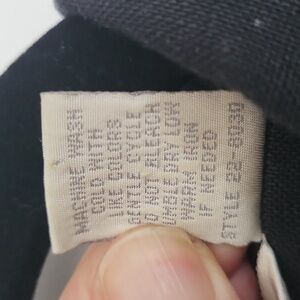 MACHINE WASH
COLD WITH
LIKE COLORS
GENTLE CYCLE
DO NOT BLEACH
TUMBLE DRY LOW
WARM IRON
IF NEEDED
STYLE 22 8030